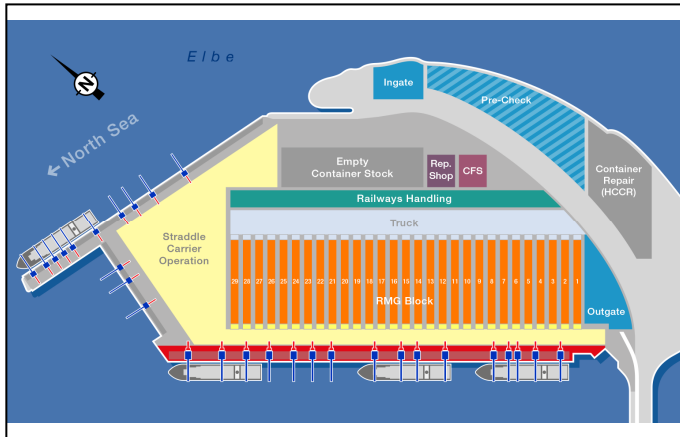 Elbe
N
← North Sea
Ingate
Pre-Check
Empty
Container Stock
Rep.
Shop
CFS
Container
Repair
(HCCR)
Railways Handling
Truck
Straddle
Carrier
Operation
29 28 27 26 25 24 23 22 21 20 19 18 17 16 15 14 13 12 11 10 9 8 7 6 5 4 3 2 1
RMG Block
Outgate